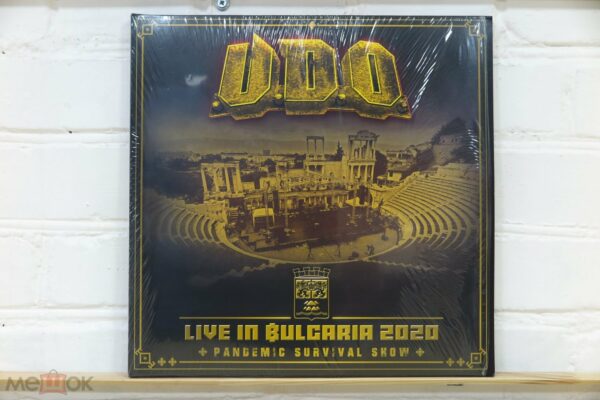 U.D.O.
LIVE IN BULGARIA 2020
+ PANDEMIC SURVIVAL SHOW +
МЕШОК